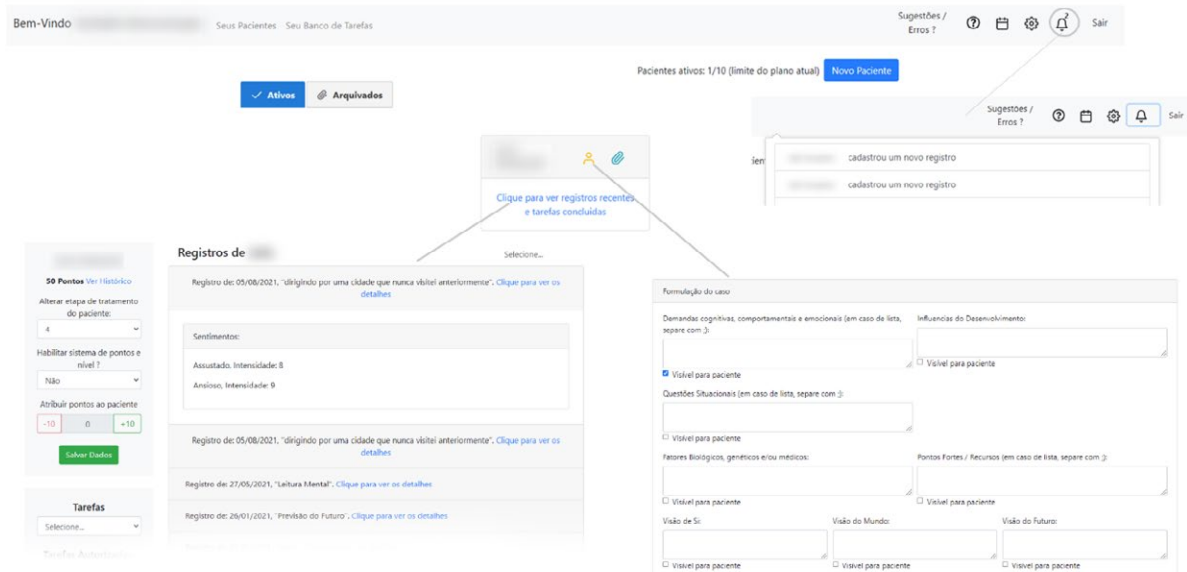 Bem-Vindo
Seus Pacientes Seu Banco de Tarefas
Sugestões /
Erros ?
2
Sair
Pacientes ativos: 1/10 (limite do plano atual) Novo Paciente
Ativos
Arquivados
Sugestões /
Erros ?
Sair
ien
cadastrou um novo registro
cadastrou um novo registro
Clique para ver registros recentes
e tarefas concluídas
50 Pontos Ver Histórico
Alterar etapa de tratamento
do paciente:
4
Habilitar sistema de pontos e
nível ?
Não
Atribuir pontos ao paciente
-10 0 +10
Salvar Dados
Tarefas
Selecione...
Tarefas Autorizadas
Registros de
Selecione...
Registro de: 05/08/2021, "dirigindo por uma cidade que nunca visitei anteriormente". Clique para ver os
detalhes
Sentimentos:
Assustado, Intensidade: 8
Ansioso, Intensidade: 9
Registro de: 05/08/2021, "dirigindo por uma cidade que nunca visitei anteriormente". Clique para ver os
detalhes
Registro de: 27/05/2021, "Leitura Mental". Clique para ver os detalhes
Registro de: 26/01/2021, "Previsão do Futuro". Clique para ver os detalhes
Formulação do caso
Demandas cognitivas, comportamentais e emocionais (em caso de lista,
separe com ;):
Visível para paciente
Influencias do Desenvolvimento:
Visível para paciente
Questões Situacionais (em caso de lista, separe com ;):
Visível para paciente
Fatores Biológicos, genéticos e/ou médicos:
Visível para paciente
Pontos Fortes / Recursos (em caso de lista, separe com ;):
Visível para paciente
Visão de Si:
Visão do Mundo:
Visão do Futuro:
Visível para paciente
Visível para paciente
Visível para paciente